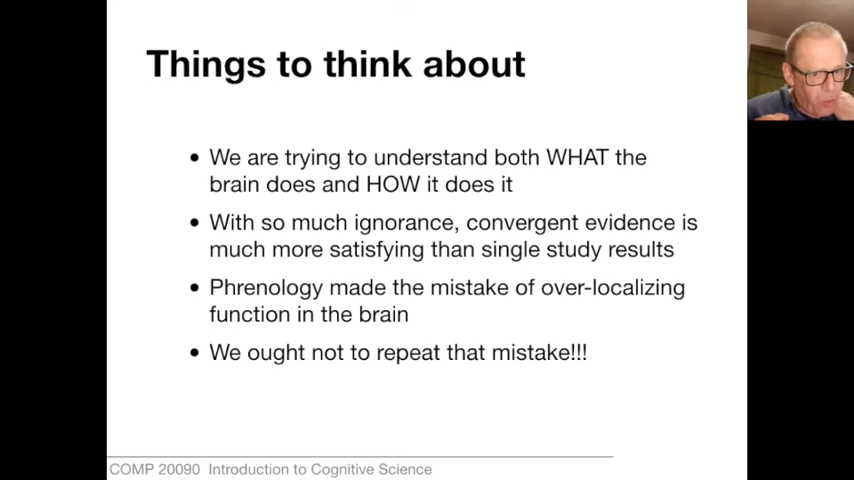 Things to think about
• We are trying to understand both WHAT the
brain does and HOW it does it
• With so much ignorance, convergent evidence is
much more satisfying than single study results
• Phrenology made the mistake of over-localizing
function in the brain
• We ought not to repeat that mistake!!!
COMP 20090 Introduction to Cognitive Science